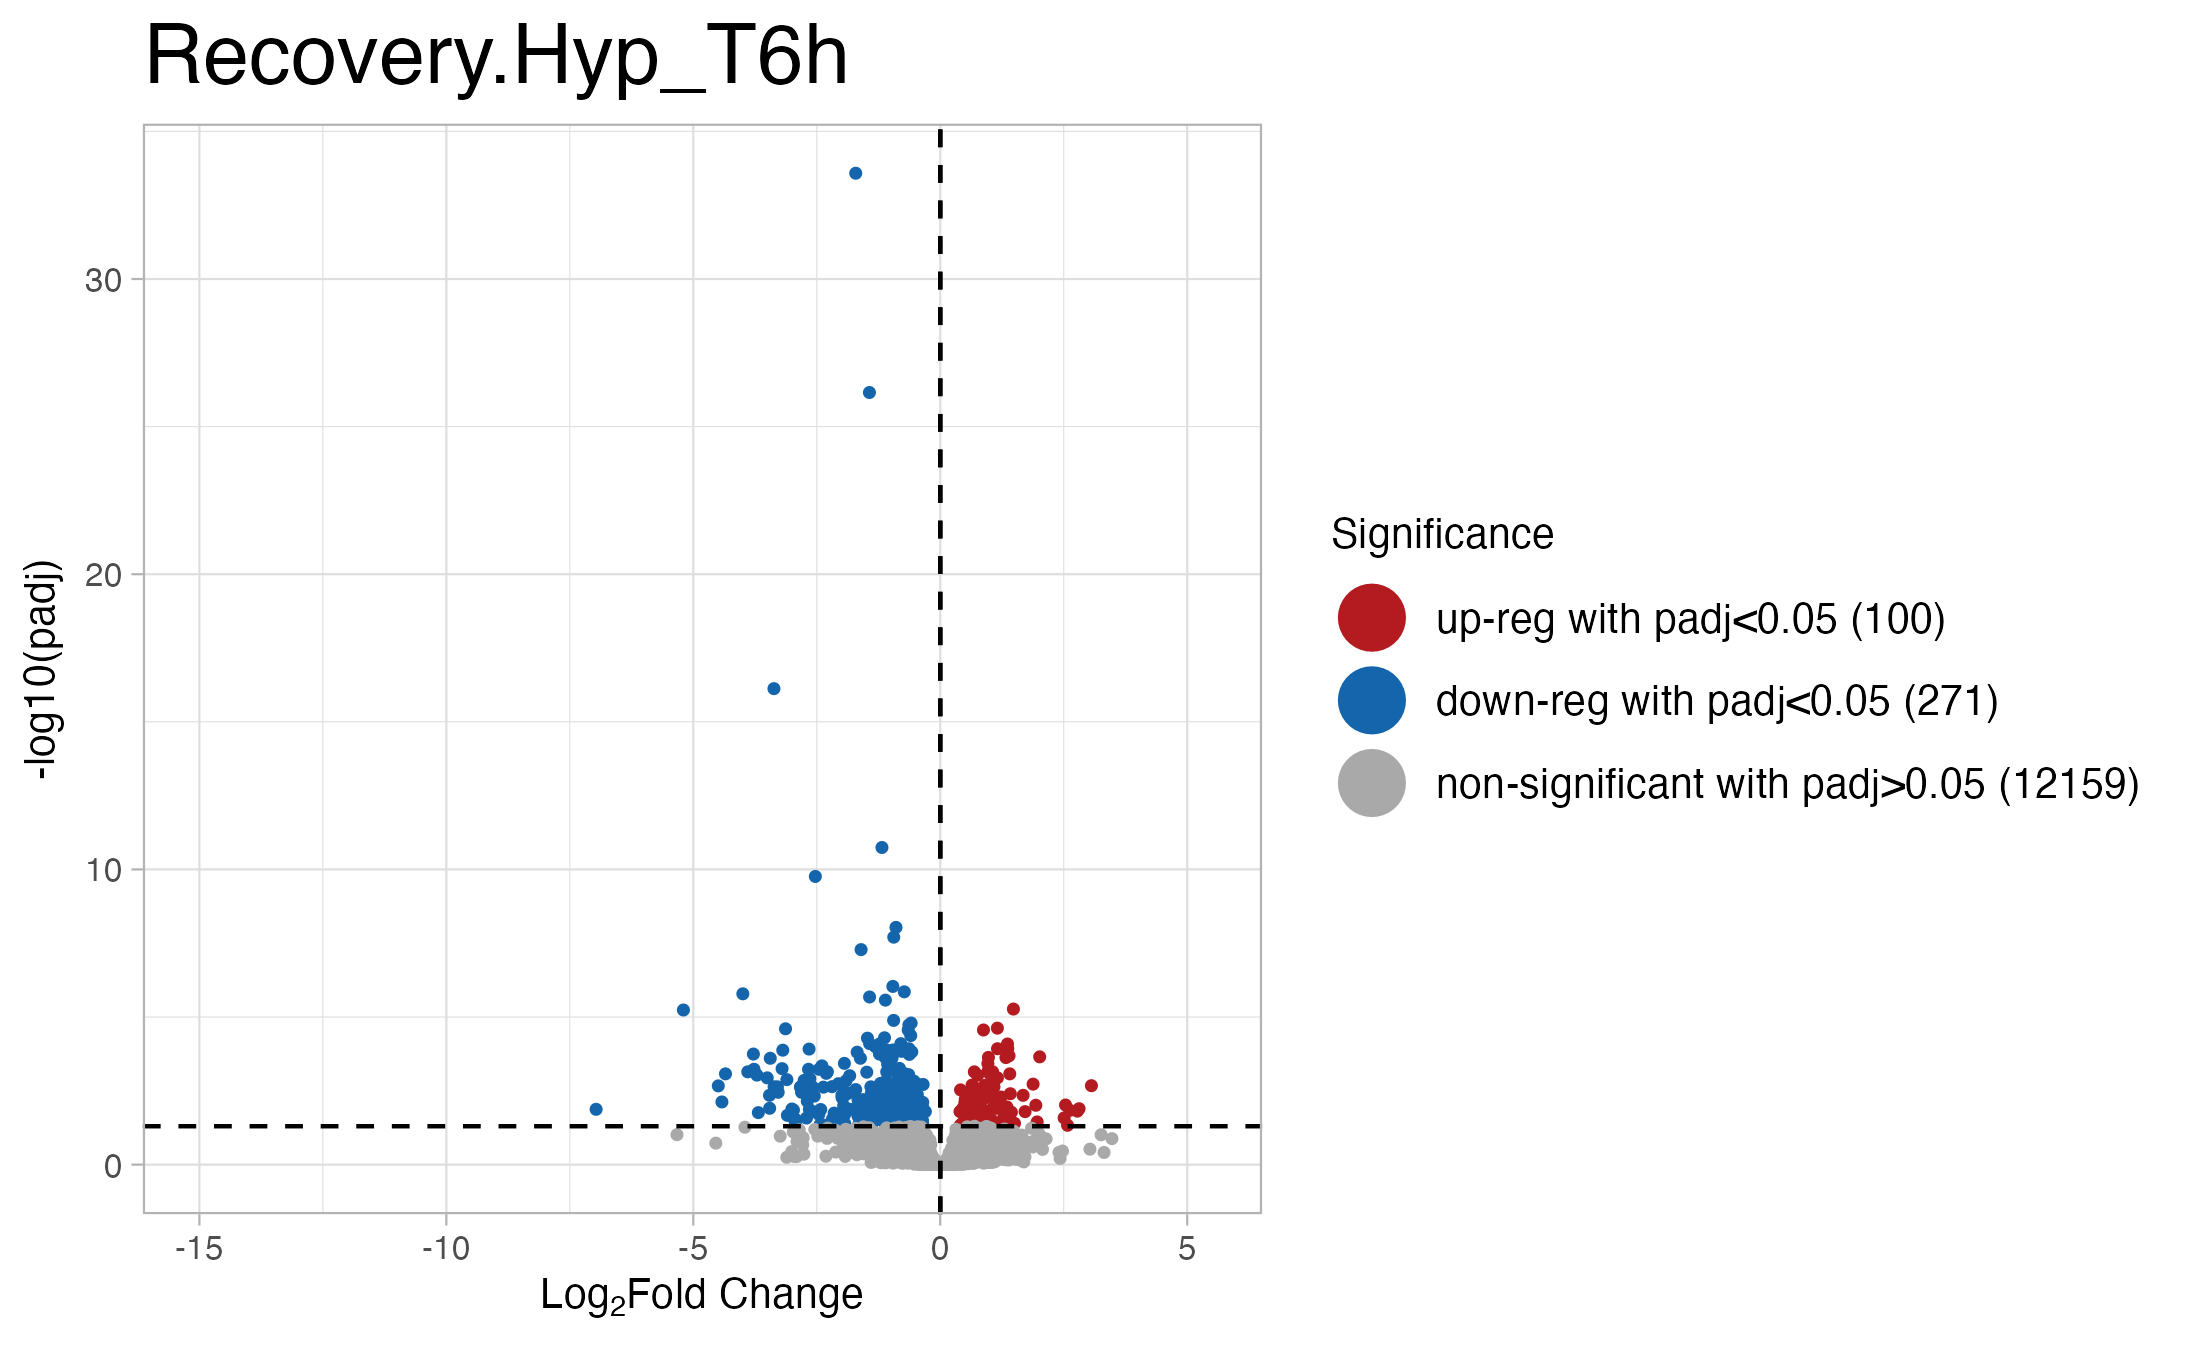 Recovery.Hyp_T6h
-log10(padj)
30
20
10
0
-15
-10
-5
0
5
Log₂Fold Change
Significance
up-reg with padj<0.05 (100)
down-reg with padj<0.05 (271)
non-significant with padj>0.05 (12159)